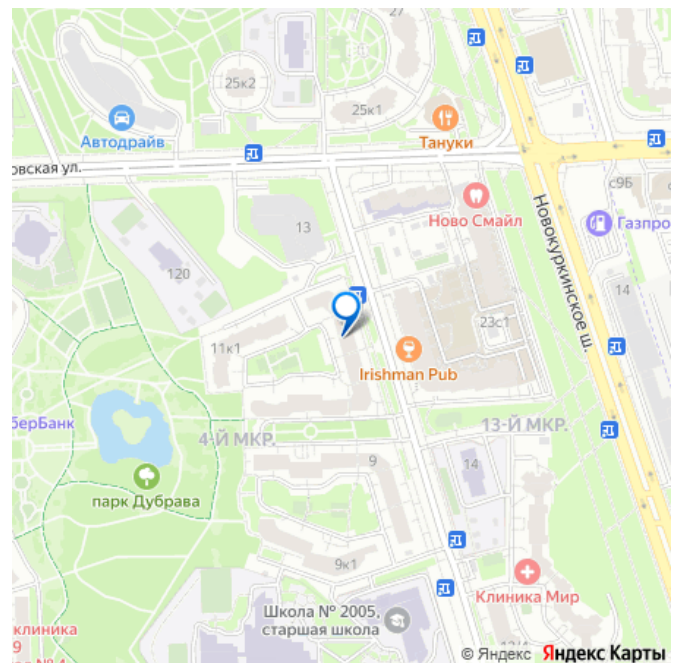 27
25к2
25к1
Автодрайв
Тануки
овская ул.
с9Б
Ново Смайл
Газпро
13
120
Новокуркинское ш.
14
23с1
11к1
Irishman Pub
берБанк
4-Й МКР.
13-Й МКР.
9
14
парк Дубрава
9к1
Клиника Мир
Школа № 2005,
старшая школа
клиника
9
© Яндекс Яндекс Карты